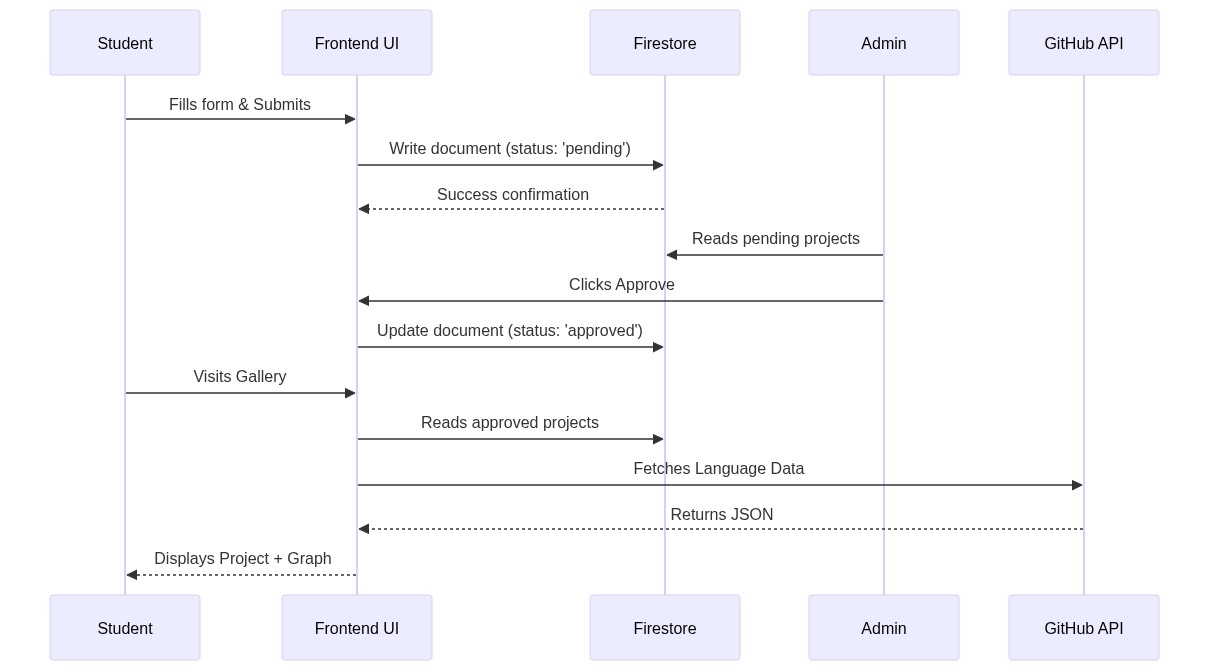 Student
Frontend UI
Firestore
Admin
GitHub API
Fills form & Submits
Write document (status: 'pending')
Success confirmation
Reads pending projects
Clicks Approve
Update document (status: 'approved')
Visits Gallery
Reads approved projects
Fetches Language Data
Returns JSON
Displays Project + Graph
Student
Frontend UI
Firestore
Admin
GitHub API